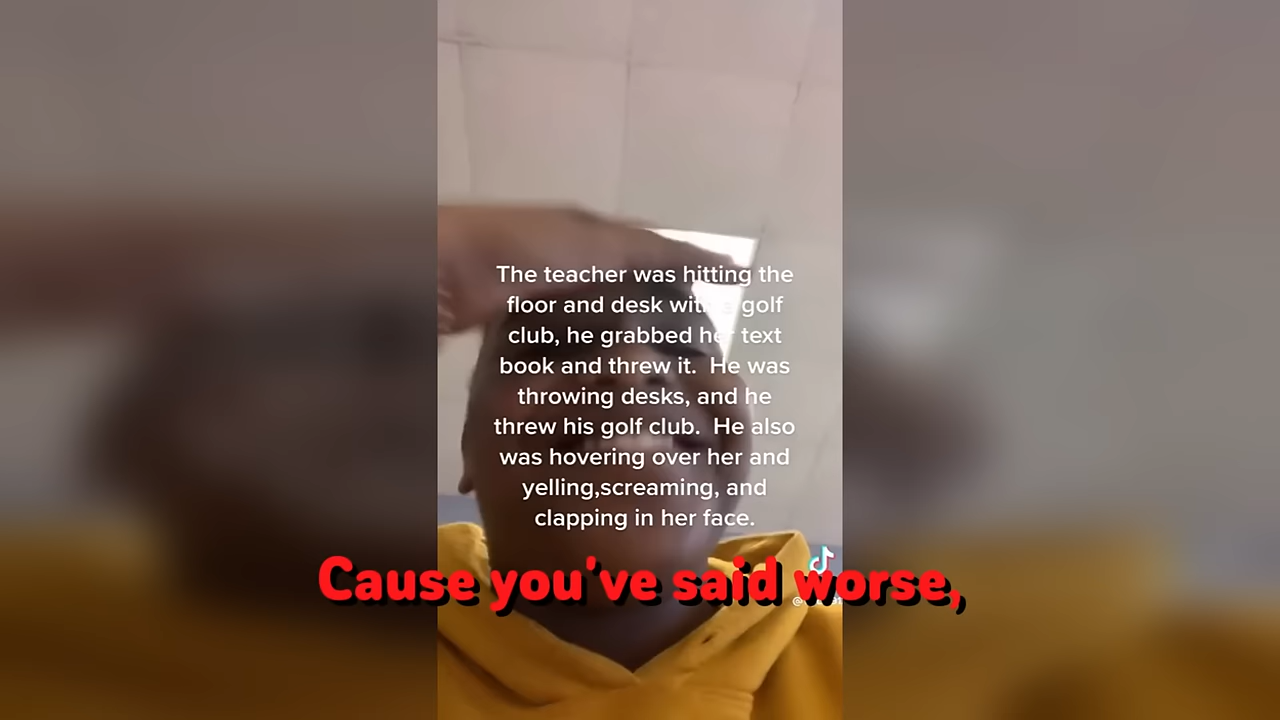 The teacher was hitting the
floor and desk with a golf
club, he grabbed her text
book and threw it.  He was
throwing desks, and he
threw his golf club.  He also
was hovering over her and
yelling,screaming, and
clapping in her face.
Cause you've said worse,